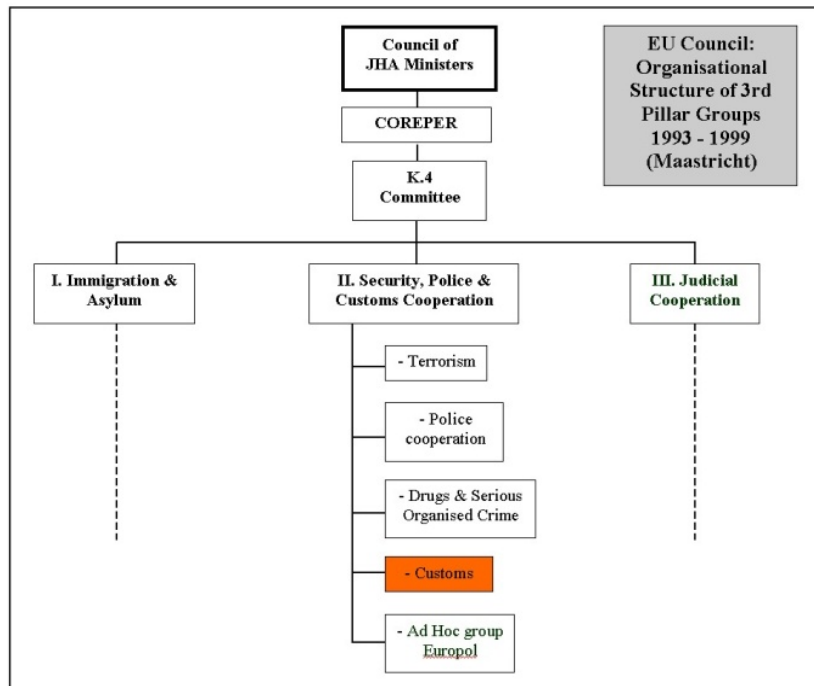 Council of
JHA Ministers
EU Council:
Organisational
Structure of 3rd
Pillar Groups
1993 - 1999
(Maastricht)
COREPER
K.4
Committee
I. Immigration &
Asylum
II. Security, Police &
Customs Cooperation
III. Judicial
Cooperation
- Terrorism
- Police
cooperation
- Drugs & Serious
Organised Crime
- Customs
- Ad Hoc group
Europol